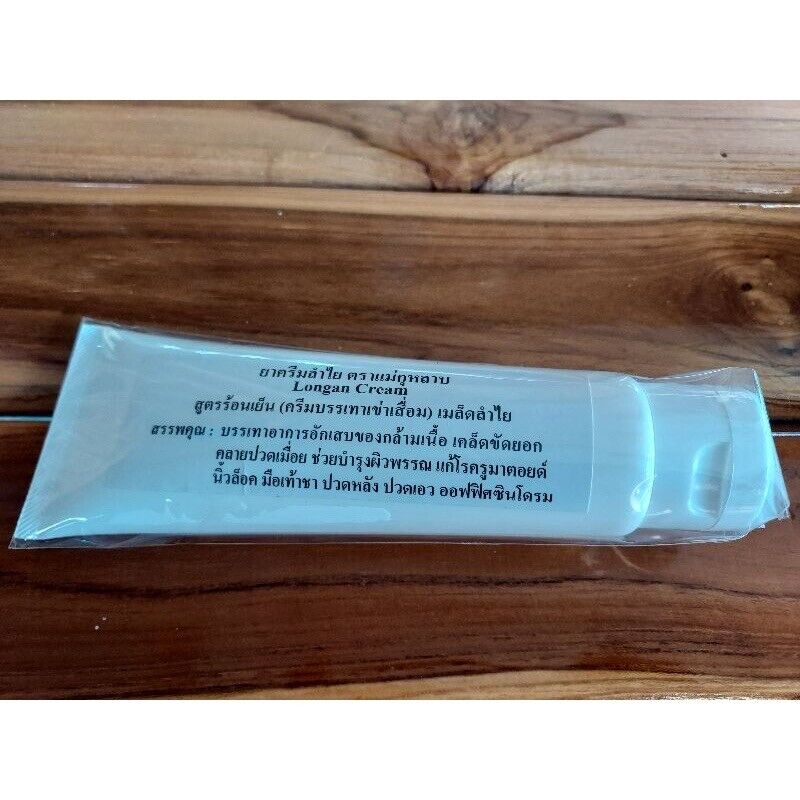 ยาครีมลำไย ตราแม่กุหลาบ
Longan Cream
สูตรร้อนเย็น (ครีมบรรเทาเข่าเสื่อม) เมล็ดลำไย
สรรพคุณ : บรรเทาอาการอักเสบของกล้ามเนื้อ เคล็ดขัดยอก
คลายปวดเมื่อย ช่วยบำรุงผิวพรรณ แก้โรครูมาตอยด์
นิ้วล็อค มือเท้าชา ปวดหลัง ปวดเอว ออฟฟิศซินโดรม